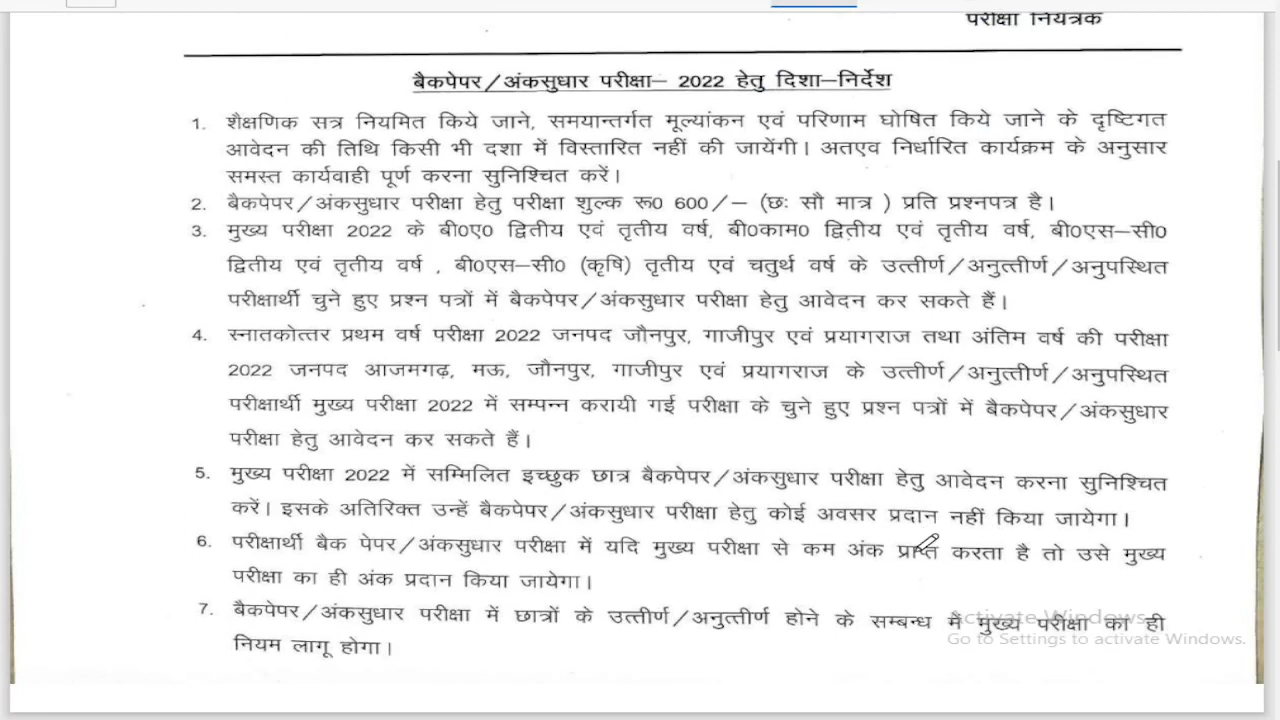 परीक्षा नियंत्रक
बैकपेपर/अंकसुधार परीक्षा– 2022 हेतु दिशा–निर्देश
1. शैक्षणिक सत्र नियमित किये जाने, समयान्तर्गत मूल्यांकन एवं परिणाम घोषित किये जाने के दृष्टिगत
आवेदन की तिथि किसी भी दशा में विस्तारित नहीं की जायेंगी। अतएव निर्धारित कार्यक्रम के अनुसार
समस्त कार्यवाही पूर्ण करना सुनिश्चित करें।
2. बैकपेपर/अंकसुधार परीक्षा हेतु परीक्षा शुल्क रू0 600/– (छः सौ मात्र ) प्रति प्रश्नपत्र है।
3. मुख्य परीक्षा 2022 के बी0ए0 द्वितीय एवं तृतीय वर्ष, बी0काम0 द्वितीय एवं तृतीय वर्ष, बी0एस–सी0
द्वितीय एवं तृतीय वर्ष , बी0एस–सी0 (कृषि) तृतीय एवं चतुर्थ वर्ष के उत्तीर्ण/अनुत्तीर्ण/अनुपस्थित
परीक्षार्थी चुने हुए प्रश्न पत्रों में बैकपेपर/अंकसुधार परीक्षा हेतु आवेदन कर सकते हैं।
4. स्नातकोत्तर प्रथम वर्ष परीक्षा 2022 जनपद जौनपुर, गाजीपुर एवं प्रयागराज तथा अंतिम वर्ष की परीक्षा
2022 जनपद आजमगढ़, मऊ, जौनपुर, गाजीपुर एवं प्रयागराज के उत्तीर्ण/अनुत्तीर्ण/अनुपस्थित
परीक्षार्थी मुख्य परीक्षा 2022 में सम्पन्न करायी गई परीक्षा के चुने हुए प्रश्न पत्रों में बैकपेपर/अंकसुधार
परीक्षा हेतु आवेदन कर सकते हैं।
5. मुख्य परीक्षा 2022 में सम्मिलित इच्छुक छात्र बैकपेपर/अंकसुधार परीक्षा हेतु आवेदन करना सुनिश्चित
करें। इसके अतिरिक्त उन्हें बैकपेपर/अंकसुधार परीक्षा हेतु कोई अवसर प्रदान नहीं किया जायेगा।
6. परीक्षार्थी बैक पेपर/अंकसुधार परीक्षा में यदि मुख्य परीक्षा से कम अंक प्राप्त करता है तो उसे मुख्य
परीक्षा का ही अंक प्रदान किया जायेगा।
7. बैकपेपर/अंकसुधार परीक्षा में छात्रों के उत्तीर्ण/अनुत्तीर्ण होने के सम्बन्ध में मुख्य परीक्षा का ही
नियम लागू होगा।
Activate Windows
Go to Settings to activate Windows.